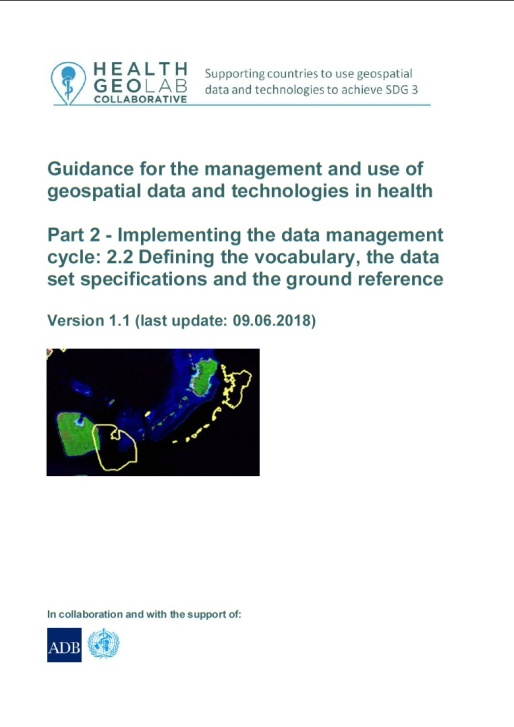 HEALTH
GEOLAB
COLLABORATIVE
Supporting countries to use geospatial
data and technologies to achieve SDG 3
Guidance for the management and use of
geospatial data and technologies in health
Part 2 - Implementing the data management
cycle: 2.2 Defining the vocabulary, the data
set specifications and the ground reference
Version 1.1 (last update: 09.06.2018)
In collaboration and with the support of:
ADB